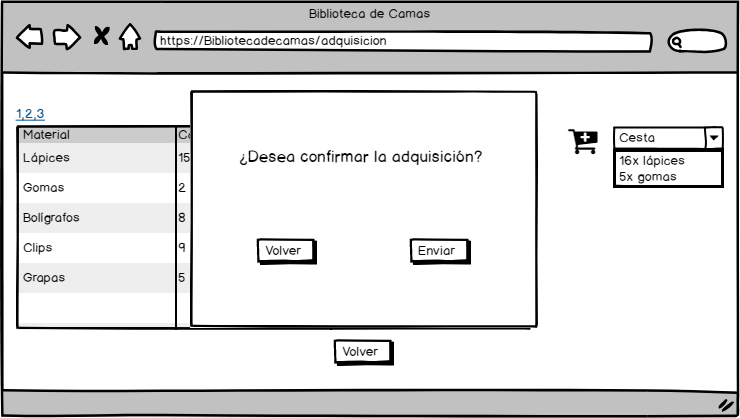 Biblioteca de Camas
https://Bibliotecadecamas/adquisicion
1,2,3
Material
Lápices 15
Gomas 2
Bolígrafos 8
Clips 9
Grapas 5
¿Desea confirmar la adquisición?
Volver Enviar
Cesta
16x lápices
5x gomas
Volver